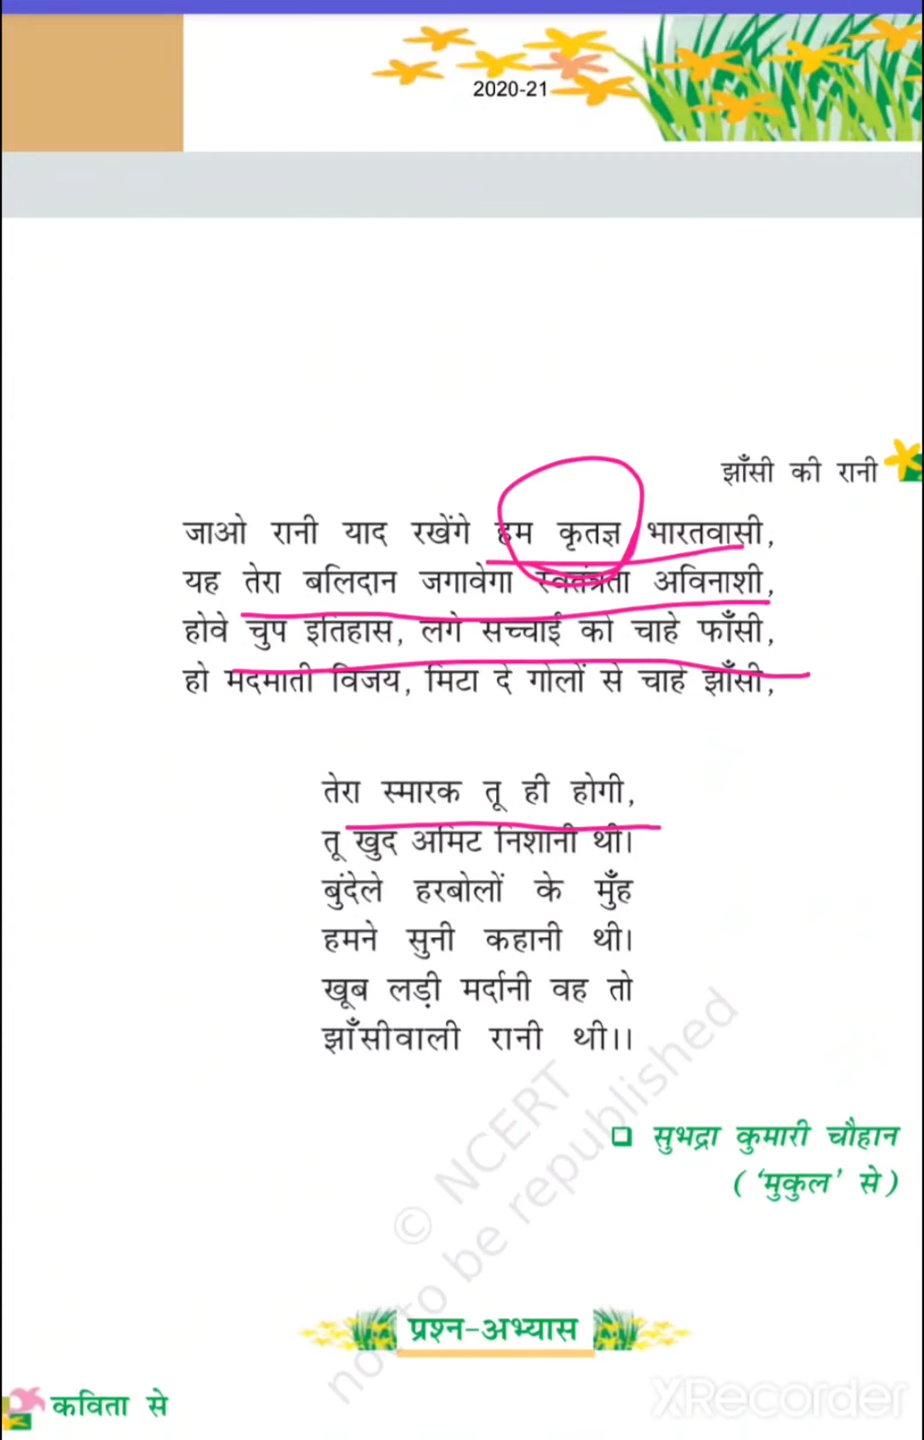 2020-21
झाँसी की रानी
जाओ रानी याद रखेंगे हम कृतज्ञ भारतवासी,
यह तेरा बलिदान जगावेगा स्वतंत्रता अविनाशी,
होवे चुप इतिहास, लगे सच्चाई को चाहे फाँसी,
हो मदमाती विजय, मिटा दे गोलों से चाहे झाँसी,
तेरा स्मारक तू ही होगी,
तू खुद अमिट निशानी थी।
बुंदेले हरबोलों के मुँह
हमने सुनी कहानी थी।
खूब लड़ी मर्दानी वह तो
झाँसीवाली रानी थी।।
❑ सुभद्रा कुमारी चौहान
( ‘मुकुल’ से )
© NCERT
not to be republished
प्रश्न-अभ्यास
कविता से
XRecorder